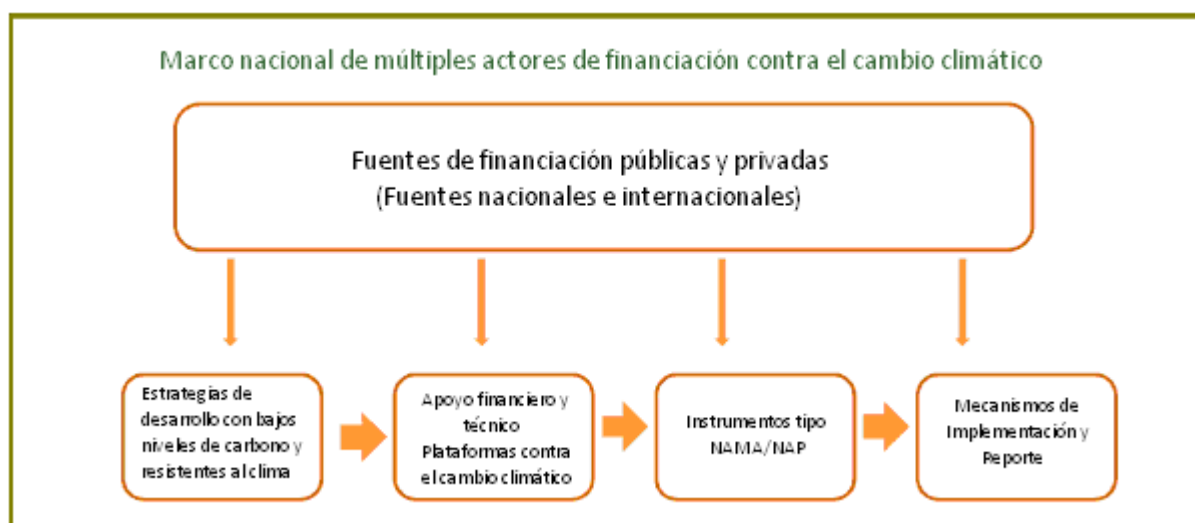 Marco nacional de múltiples actores de financiación contra el cambio climático
Fuentes de financiación públicas y privadas
(Fuentes nacionales e internacionales)
Estrategias de
desarrollo con bajos
niveles de carbono y
resistentes al clima
Apoyo financiero y
técnico
Plataformas contra
el cambio climático
Instrumentos tipo
NAMA/NAP
Mecanismos de
Implementación y
Reporte